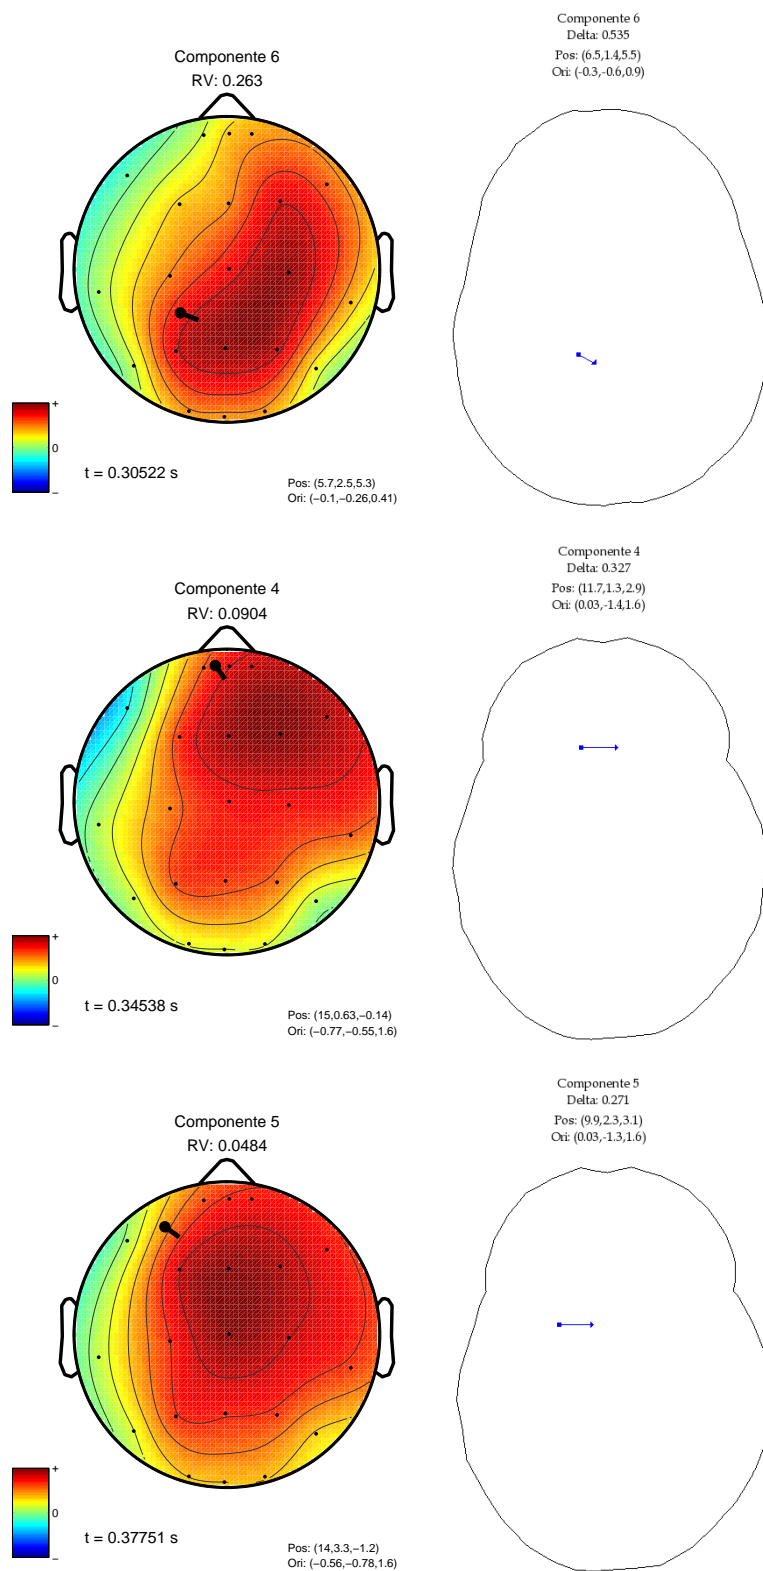 Componente 6
RV: 0.263
+
0
−
t = 0.30522 s
Pos: (5.7,2.5,5.3)
Ori: (−0.1,−0.26,0.41)
Componente 6
Delta: 0.535
Pos: (6.5,1.4,5.5)
Ori: (-0.3,-0.6,0.9)
Componente 4
RV: 0.0904
+
0
−
t = 0.34538 s
Pos: (15,0.63,−0.14)
Ori: (−0.77,−0.55,1.6)
Componente 4
Delta: 0.327
Pos: (11.7,1.3,2.9)
Ori: (0.03,-1.4,1.6)
Componente 5
RV: 0.0484
+
0
−
t = 0.37751 s
Pos: (14,3.3,−1.2)
Ori: (−0.56,−0.78,1.6)
Componente 5
Delta: 0.271
Pos: (9.9,2.3,3.1)
Ori: (0.03,-1.3,1.6)